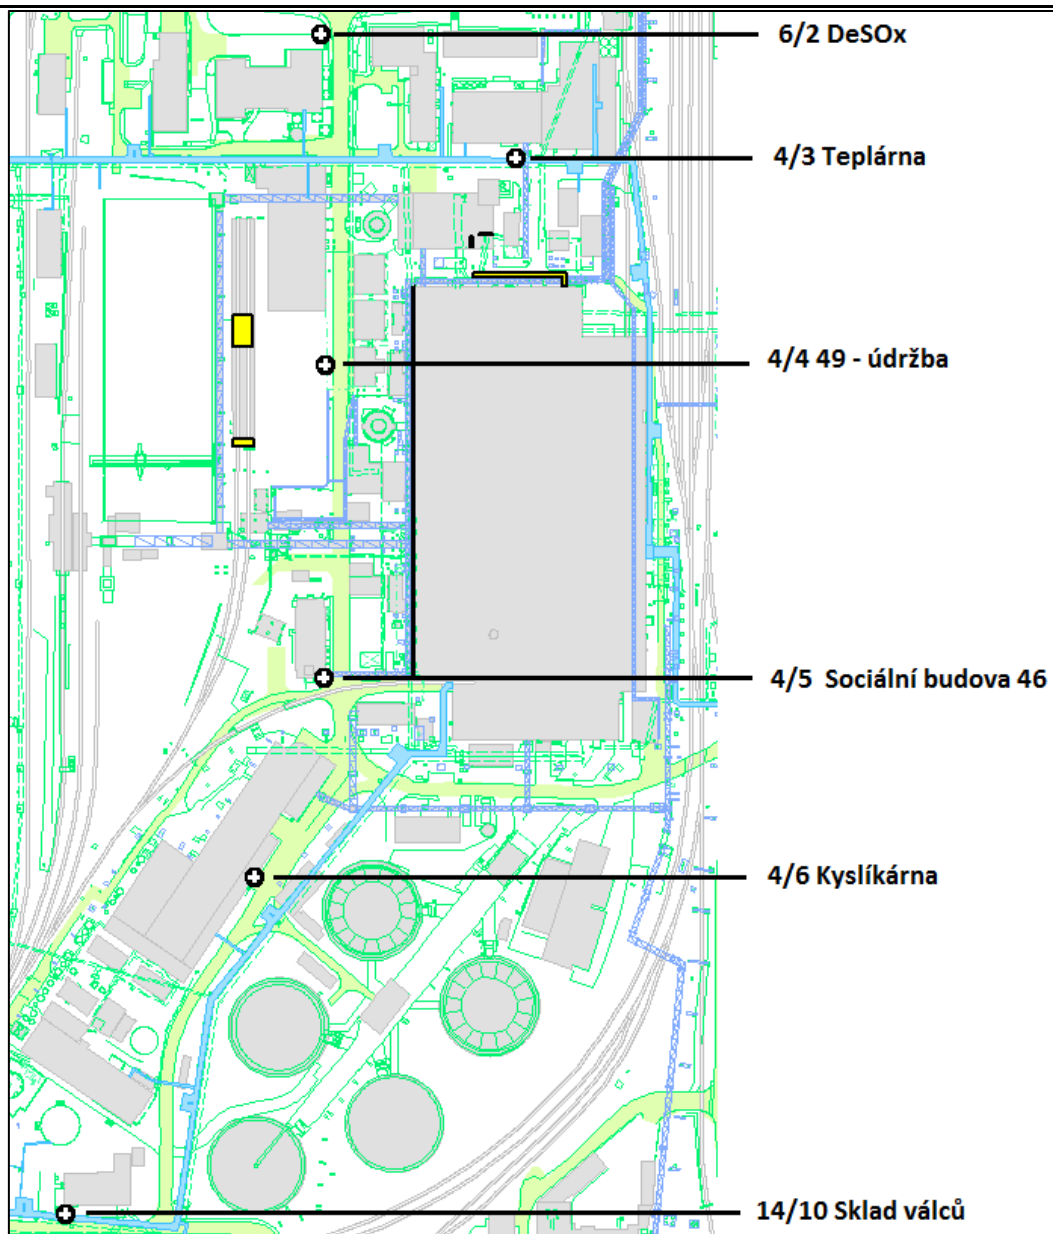 6/2 DeSOx
4/3 Teplárna
4/4 49 - údržba
4/5 Sociální budova 46
4/6 Kyslíkárna
14/10 Sklad válců